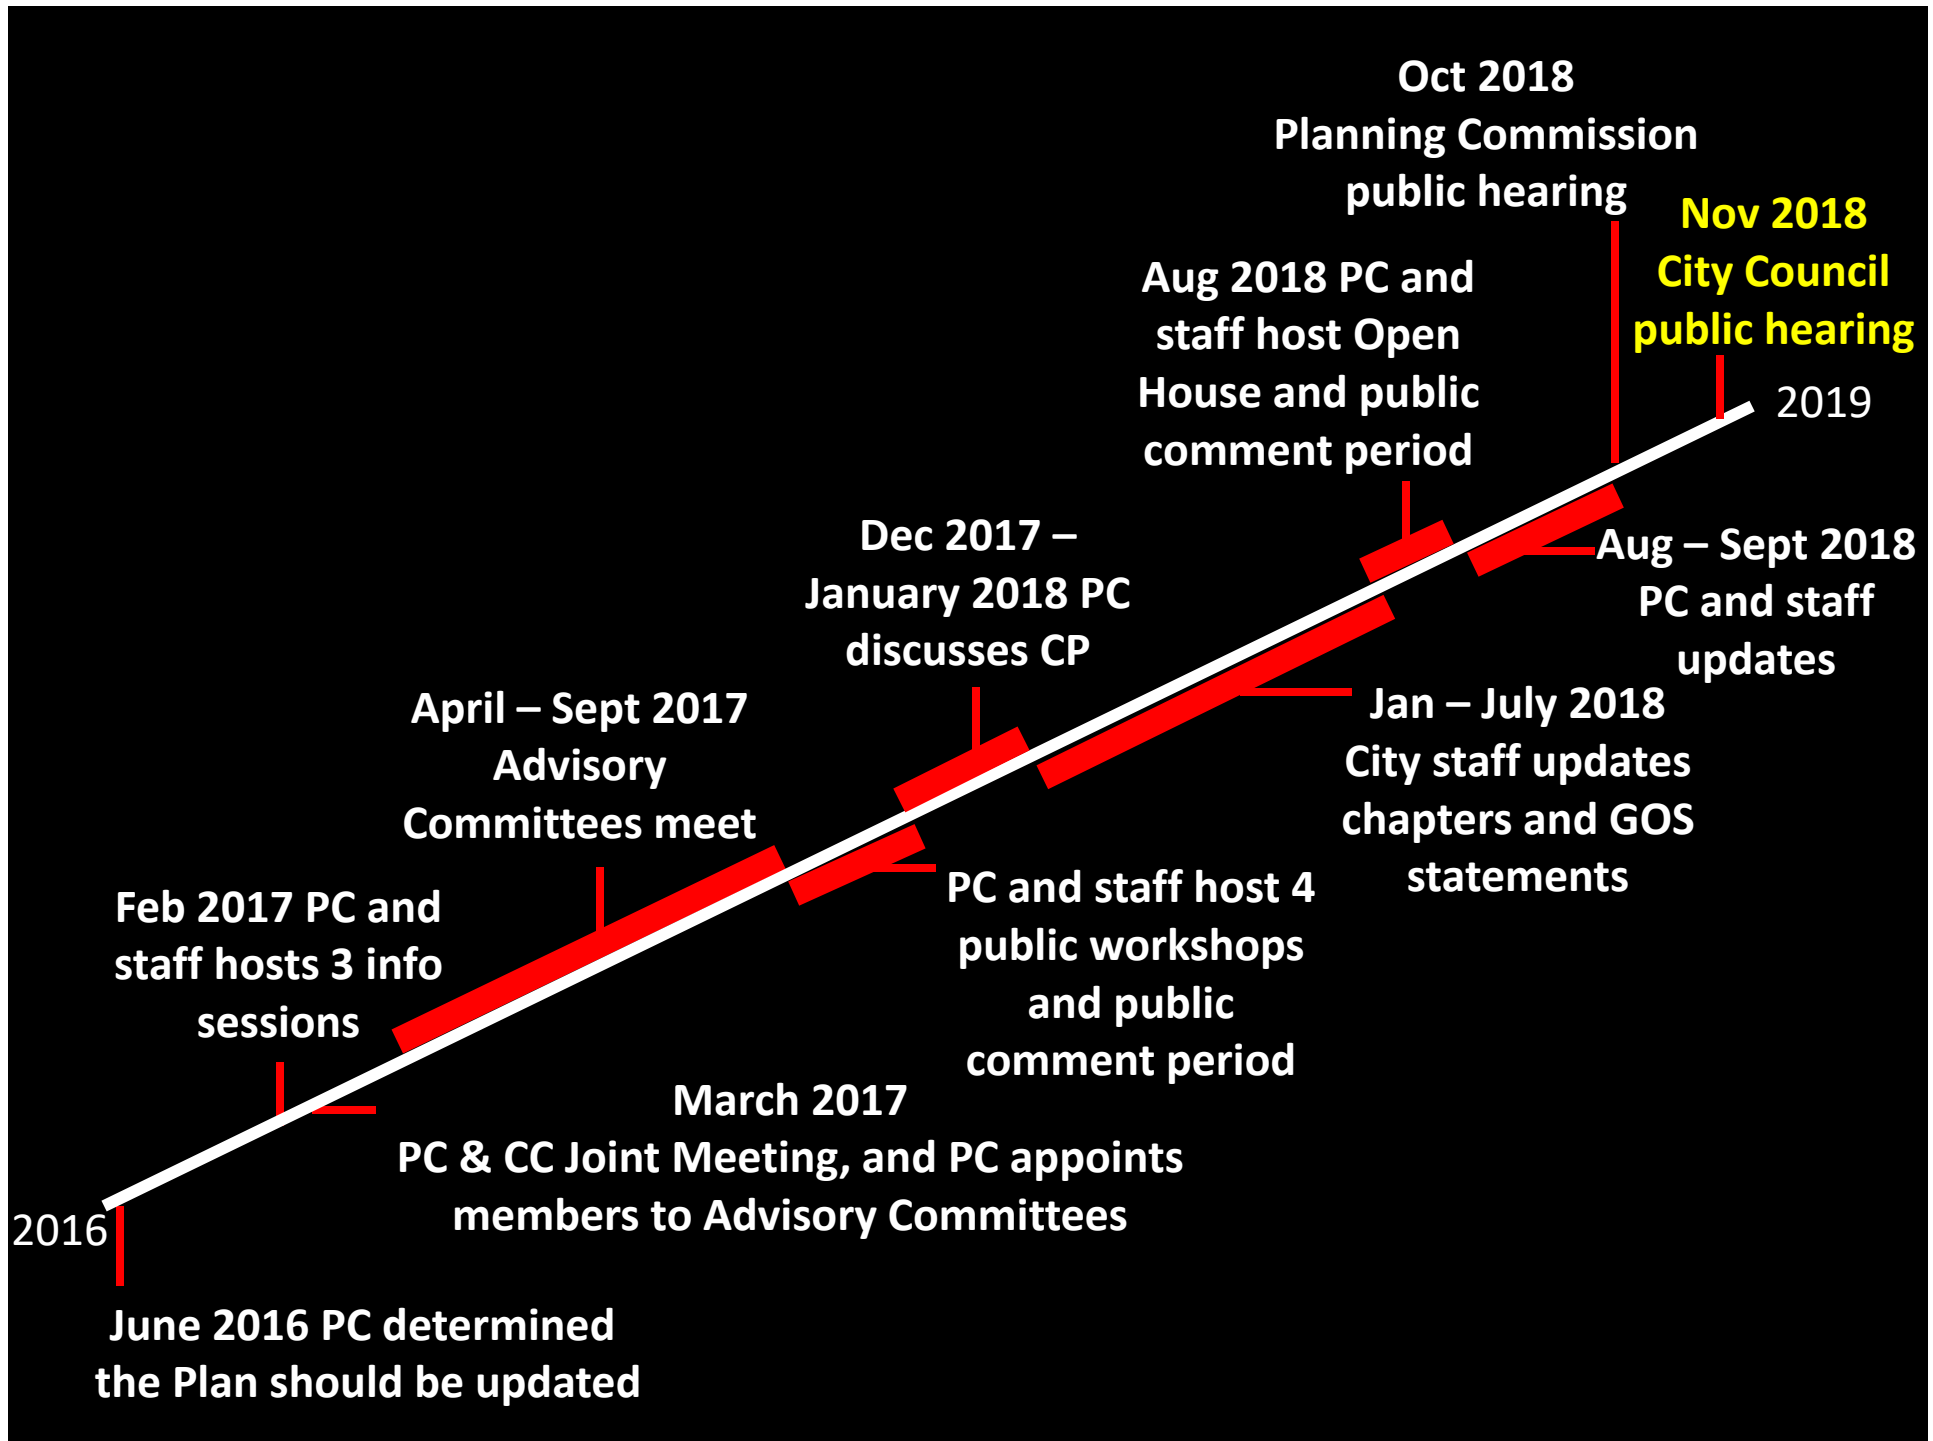 Oct 2018
Planning Commission
public hearing
Nov 2018
City Council
public hearing
2019
Aug 2018 PC and
staff host Open
House and public
comment period
Aug – Sept 2018
PC and staff
updates
Dec 2017 –
January 2018 PC
discusses CP
Jan – July 2018
City staff updates
chapters and GOS
statements
April – Sept 2017
Advisory
Committees meet
PC and staff host 4
public workshops
and public
comment period
Feb 2017 PC and
staff hosts 3 info
sessions
March 2017
PC & CC Joint Meeting, and PC appoints
members to Advisory Committees
2016
June 2016 PC determined
the Plan should be updated